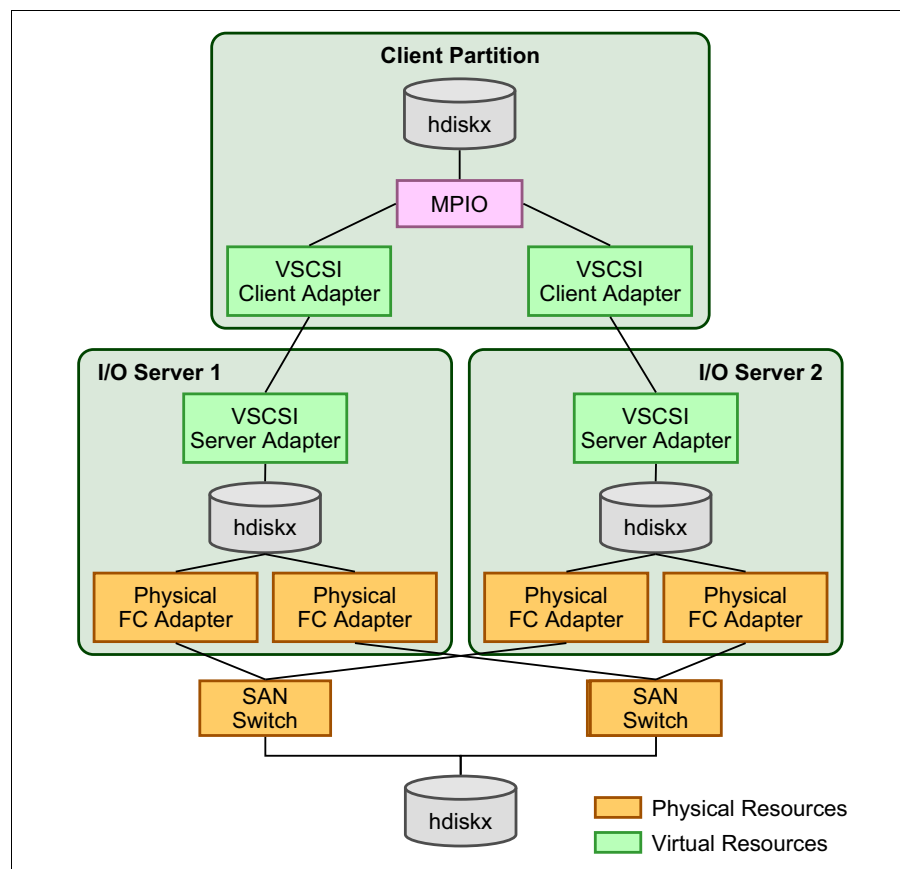 Client Partition
hdiskx
MPIO
VSCSI
Client Adapter
VSCSI
Client Adapter
I/O Server 1
VSCSI
Server Adapter
hdiskx
Physical
FC Adapter
Physical
FC Adapter
I/O Server 2
VSCSI
Server Adapter
hdiskx
Physical
FC Adapter
Physical
FC Adapter
SAN
Switch
SAN
Switch
hdiskx
Physical Resources
Virtual Resources